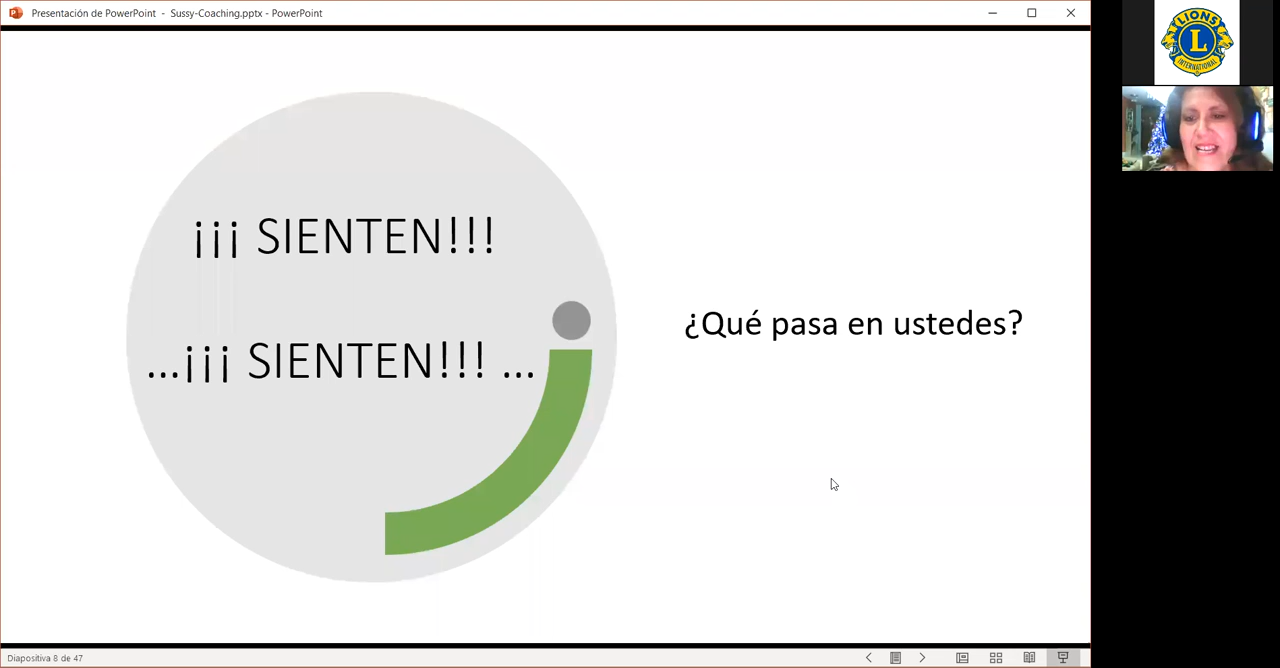 Presentación de PowerPoint - Sussy-Coaching.pptx - PowerPoint
LIONS
L
INTERNATIONAL
¡¡¡ SIENTEN!!!
...¡¡¡ SIENTEN!!! ...
¿Qué pasa en ustedes?
Diapositiva 8 de 47